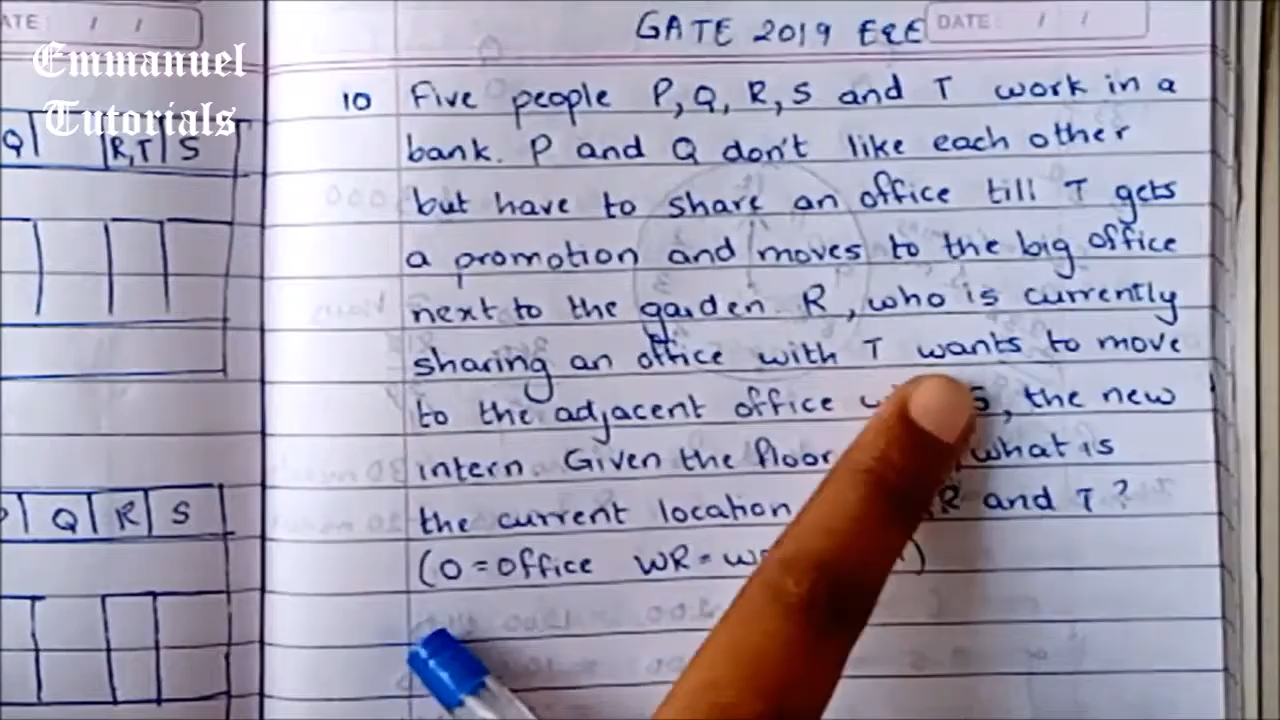 ATE: / /
Emmanuel
Tutorials
Q R,T S
Q R S
GATE 2019 E&E
DATE: / /
10 Five people P, Q, R, S and T work in a
bank. P and Q don't like each other
but have to share an office till T gets
a promotion and moves to the big office
next to the garden. R, who is currently
sharing an office with T wants to move
to the adjacent office S, the new
intern. Given the floor what is
the current location R and T?
(O = office WR =